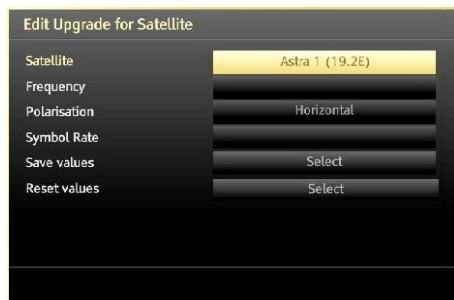 Edit Upgrade for Satellite
Satellite Astra 1 (19.2E)
Frequency
Polarisation Horizontal
Symbol Rate
Save values Select
Reset values Select